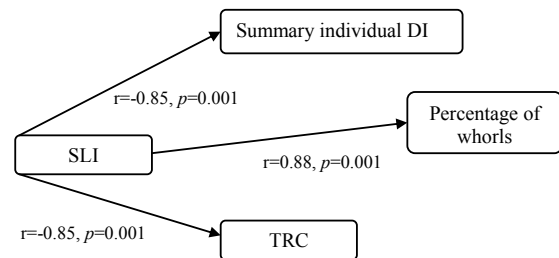 Summary individual DI
r=-0.85, p=0.001
Percentage of
whorls
SLI
r=0.88, p=0.001
r=-0.85, p=0.001
TRC